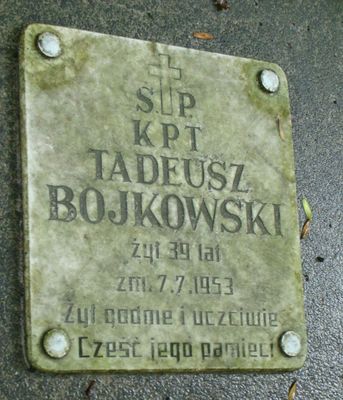 Ś P.
KPT
TADEUSZ
BOJKOWSKI
żył 39 lat
zm. 7.7.1953
Żył godnie i uczciwie
Cześć jego pamięci